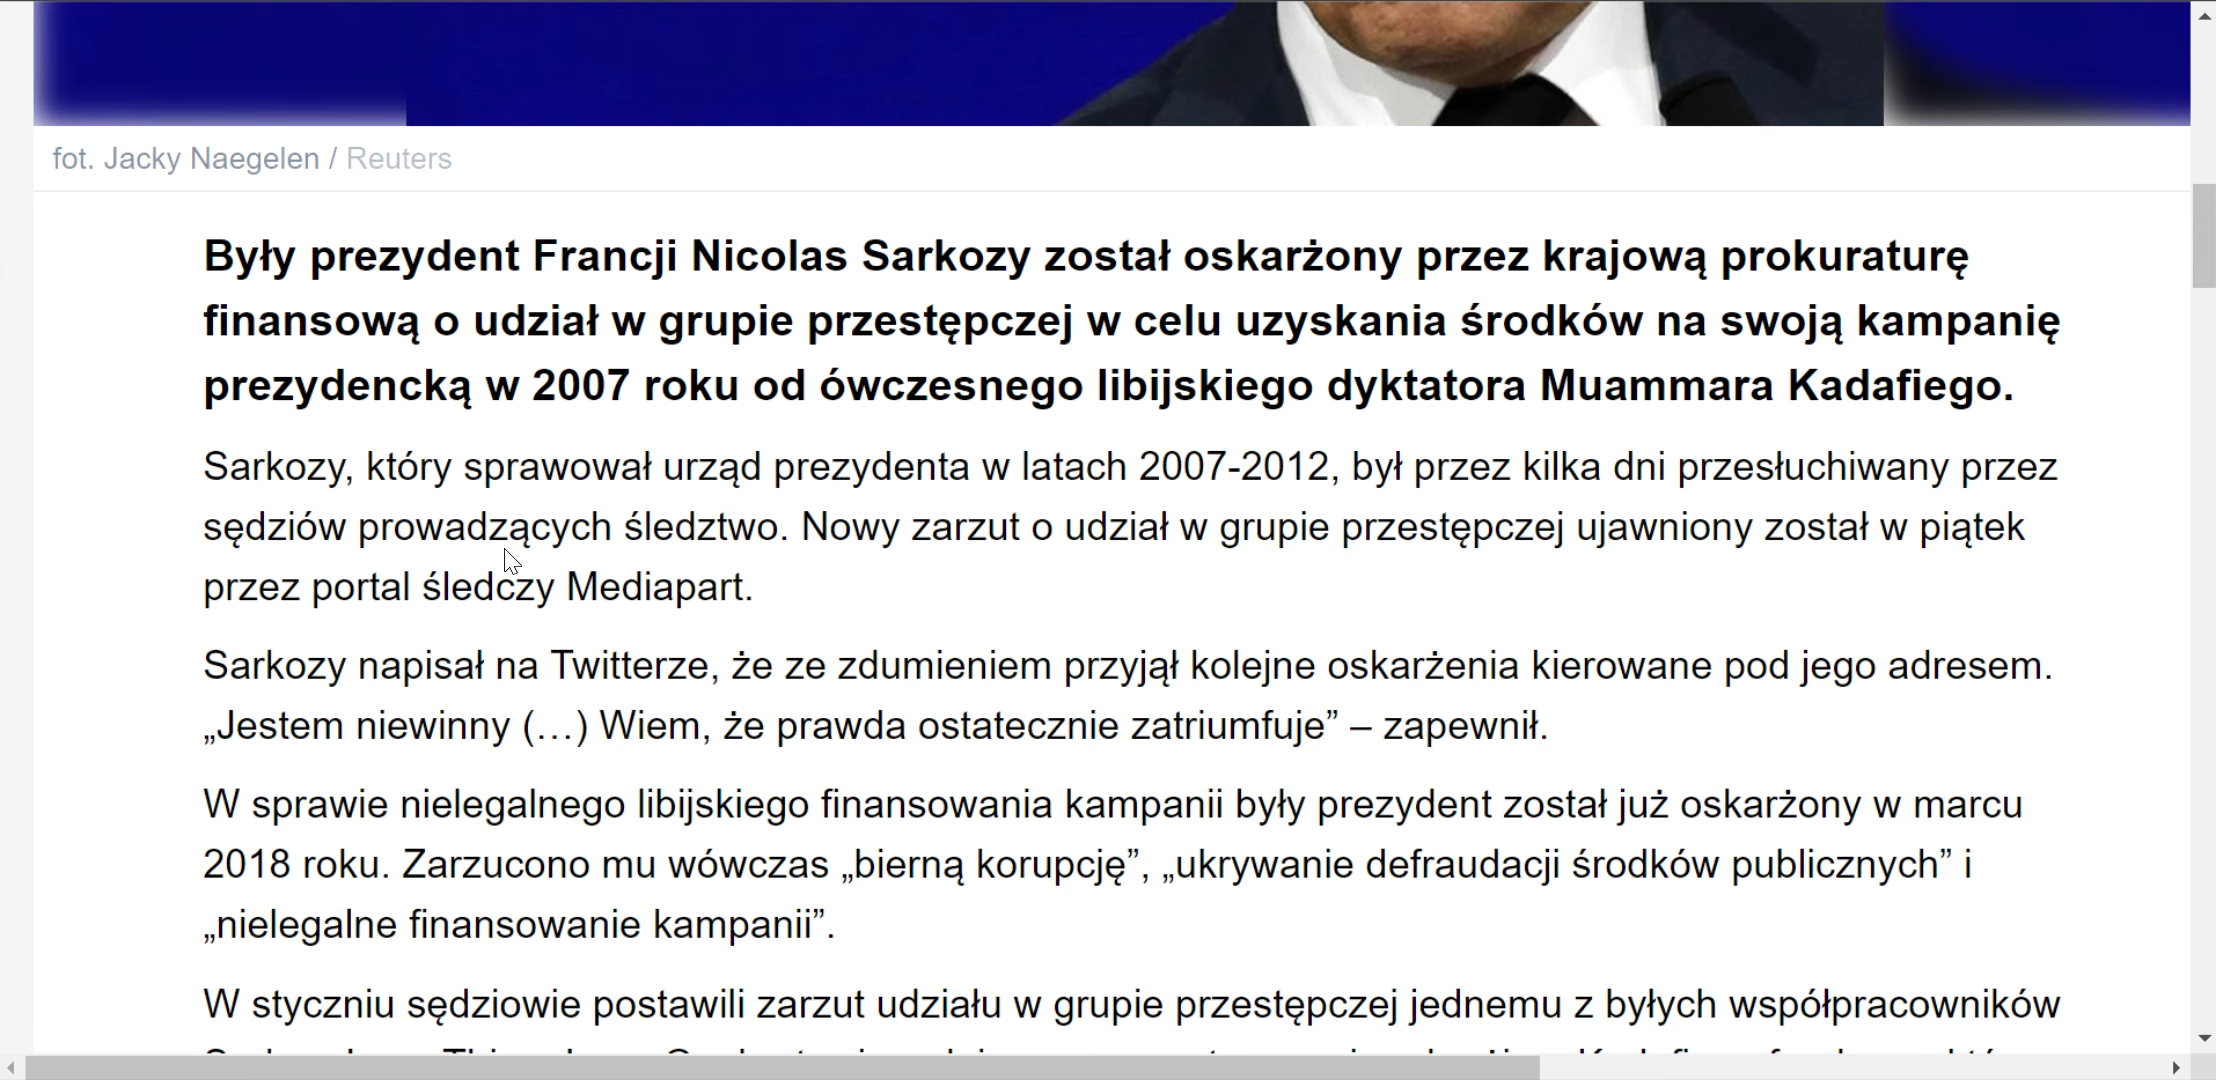 fot. Jacky Naegelen / Reuters
Były prezydent Francji Nicolas Sarkozy został oskarżony przez krajową prokuraturę
finansową o udział w grupie przestępczej w celu uzyskania środków na swoją kampanię
prezydencką w 2007 roku od ówczesnego libijskiego dyktatora Muammara Kadafiego.
Sarkozy, który sprawował urząd prezydenta w latach 2007-2012, był przez kilka dni przesłuchiwany przez
sędziów prowadzących śledztwo. Nowy zarzut o udział w grupie przestępczej ujawniony został w piątek
przez portal śledczy Mediapart.
Sarkozy napisał na Twitterze, że ze zdumieniem przyjął kolejne oskarżenia kierowane pod jego adresem.
„Jestem niewinny (…) Wiem, że prawda ostatecznie zatriumfuje” – zapewnił.
W sprawie nielegalnego libijskiego finansowania kampanii były prezydent został już oskarżony w marcu
2018 roku. Zarzucono mu wówczas „bierną korupcję”, „ukrywanie defraudacji środków publicznych” i
„nielegalne finansowanie kampanii”.
W styczniu sędziowie postawili zarzut udziału w grupie przestępczej jednemu z byłych współpracowników